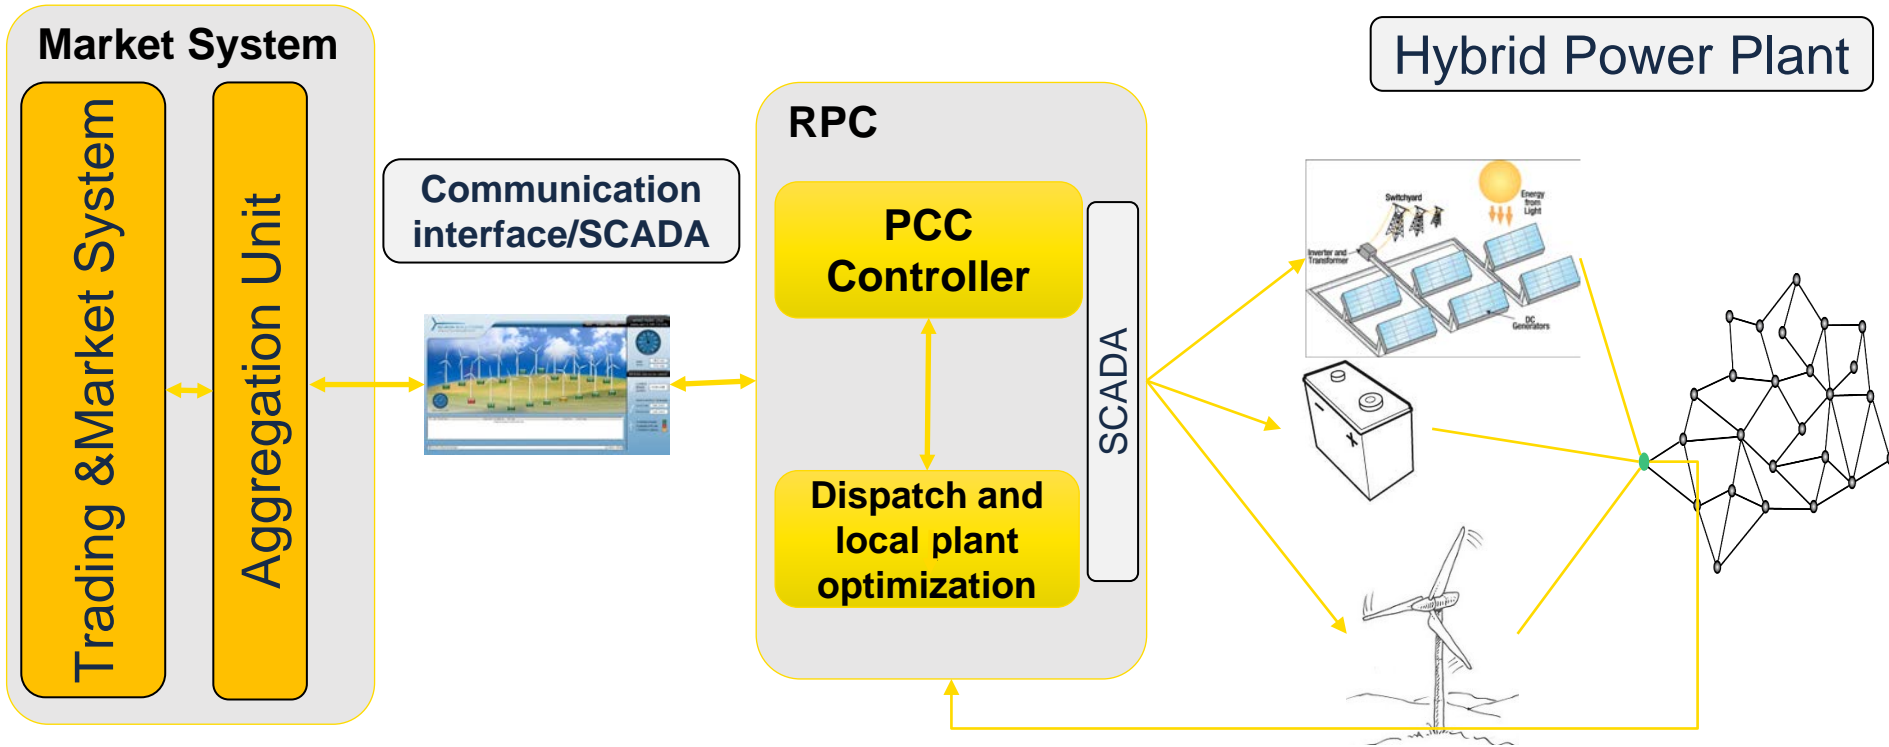 Market System
Trading &Market System
Aggregation Unit
Communication
interface/SCADA
RPC
PCC
Controller
Dispatch and
local plant
optimization
SCADA
Hybrid Power Plant
Switchyard
Energy
from
Light
Inverter and
Transformer
DC
Generators